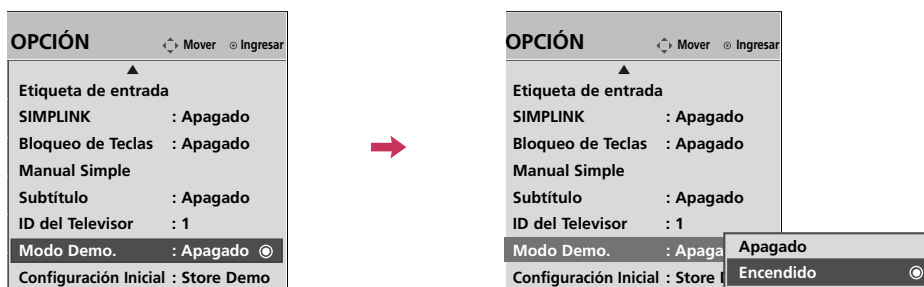 OPCIÓN Mover Ingresar
Etiqueta de entrada
SIMPLINK : Apagado
Bloqueo de Teclas : Apagado
Manual Simple
Subtítulo : Apagado
ID del Televisor : 1
Modo Demo. : Apagado
Configuración Inicial : Store Demo
OPCIÓN Mover Ingresar
Etiqueta de entrada
SIMPLINK : Apagado
Bloqueo de Teclas : Apagado
Manual Simple
Subtítulo : Apagado
ID del Televisor : 1
Modo Demo. : Apaga
Configuración Inicial : Store
Apagado
Encendido